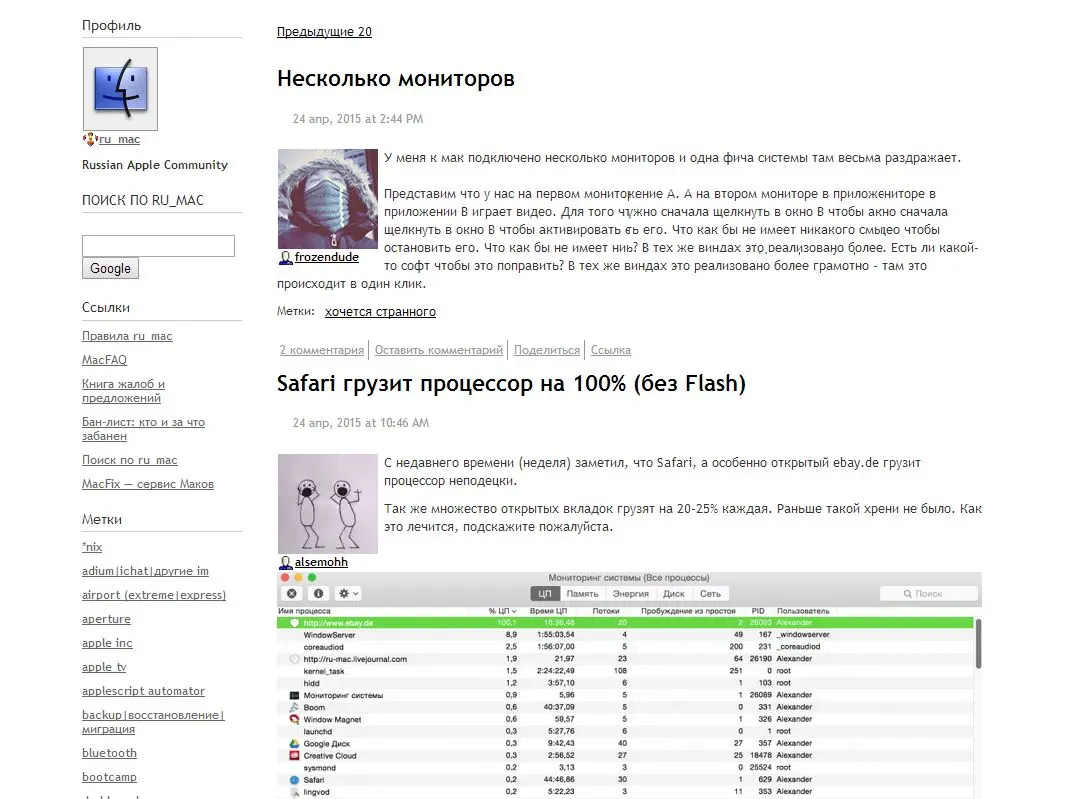 Профиль
ru_mac
Russian Apple Community
ПОИСК ПО RU_MAC
Google
Ссылки
Правила ru_mac
MacFAQ
Книга жалоб и
предложений
Бан-лист: кто и за что
забанен
Поиск по ru_mac
MacFix — сервис Маков
Метки
*nix
adium|ichat|другие im
airport (extreme|express)
aperture
apple inc
apple tv
applescript automator
backup|восстановление|
миграция
bluetooth
bootcamp
Предыдущие 20
Несколько мониторов
24 апр, 2015 at 2:44 PM
frozendude
У меня к мак подключено несколько мониторов и одна фича системы там весьма раздражает.
Представим что у нас на первом A. А на втором мониторе в в
приложении B играет видео. Для того сначала щелкнуть в окно B чтобы сначала
щелкнуть в окно B чтобы активировать его. Что как бы не имеет никакого чтобы
остановить его. Что как бы не имеет В тех же виндах это реализовано более. Есть ли какой-
то софт чтобы это поправить? В тех же виндах это реализовано более грамотно - там это
происходит в один клик.
Метки: хочется странного
2 комментария Оставить комментарий Поделиться Ссылка
Safari грузит процессор на 100% (без Flash)
24 апр, 2015 at 10:46 AM
alsemohh
С недавнего времени (неделя) заметил, что Safari, а особенно открытый ebay.de грузит
процессор неподецки.
Так же множество открытых вкладок грузят на 20-25% каждая. Раньше такой хрени не было. Как
это лечится, подскажите пожалуйста.
Мониторинг системы (Все процессы)
ЦП Память Энергия Диск Сеть Поиск
Имя процесса % ЦП Время ЦП Потоки Пробуждение из простоя PID Пользователь
http://www.ebay.de 100,1 16:36,48 20 2 26093 Alexander
WindowServer 8,9 1:55:03,54 4 49 167 _windowserver
coreaudiod 2,5 1:56:07,00 5 200 231 _coreaudiod
http://ru-mac.livejournal.com 1,9 21,97 23 64 26190 Alexander
kernel_task 1,5 2:24:22,49 108 251 0 root
hidd 1,2 3:57,10 6 1 103 root
Мониторинг системы 0,9 5,96 5 1 26089 Alexander
Boom 0,6 40:37,09 5 0 331 Alexander
Window Magnet 0,6 59,57 5 1 326 Alexander
launchd 0,3 5:27,76 6 0 1 root
Google Диск 0,3 9:42,43 40 27 357 Alexander
Creative Cloud 0,3 2:56,52 27 25 18478 Alexander
sysmond 0,2 3,13 3 0 25524 root
Safari 0,2 44:46,86 30 1 629 Alexander
lingvod 0,2 5:22,23 11 3 353 Alexander